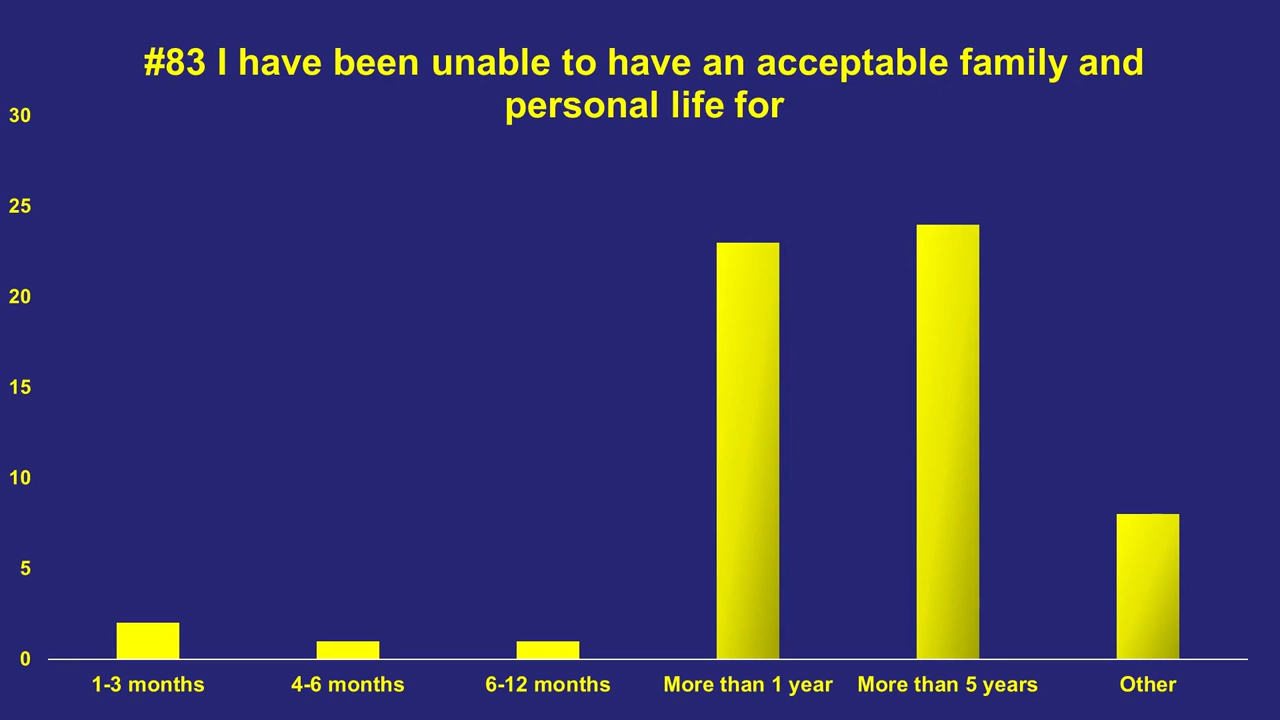 #83 I have been unable to have an acceptable family and
personal life for
30
25
20
15
10
5
0
1-3 months
4-6 months
6-12 months
More than 1 year
More than 5 years
Other